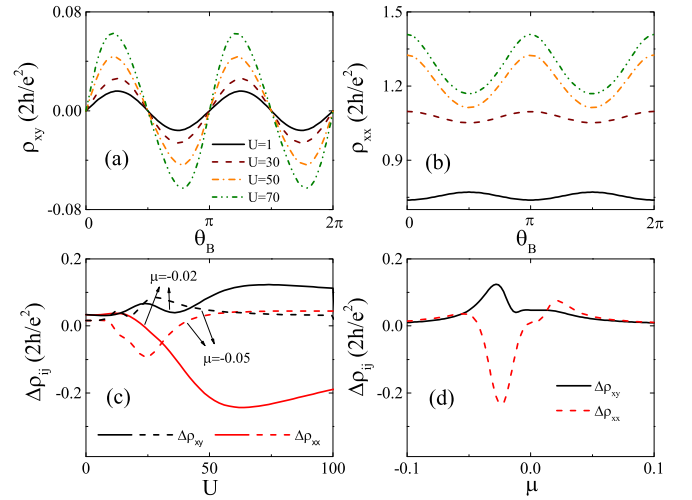 0.08
0.00
-0.08
ρxy (2h/e²)
(a)
U=1
U=30
U=50
U=70
0
π
2π
θB
1.5
1.2
0.9
ρxx (2h/e²)
(b)
0
π
2π
θB
0.2
0.0
-0.2
Δρij (2h/e²)
μ=-0.02
μ=-0.05
(c)
Δρxy
Δρxx
0
50
100
U
0.2
0.0
-0.2
Δρij (2h/e²)
(d)
Δρxy
Δρxx
-0.1
0.0
0.1
μ